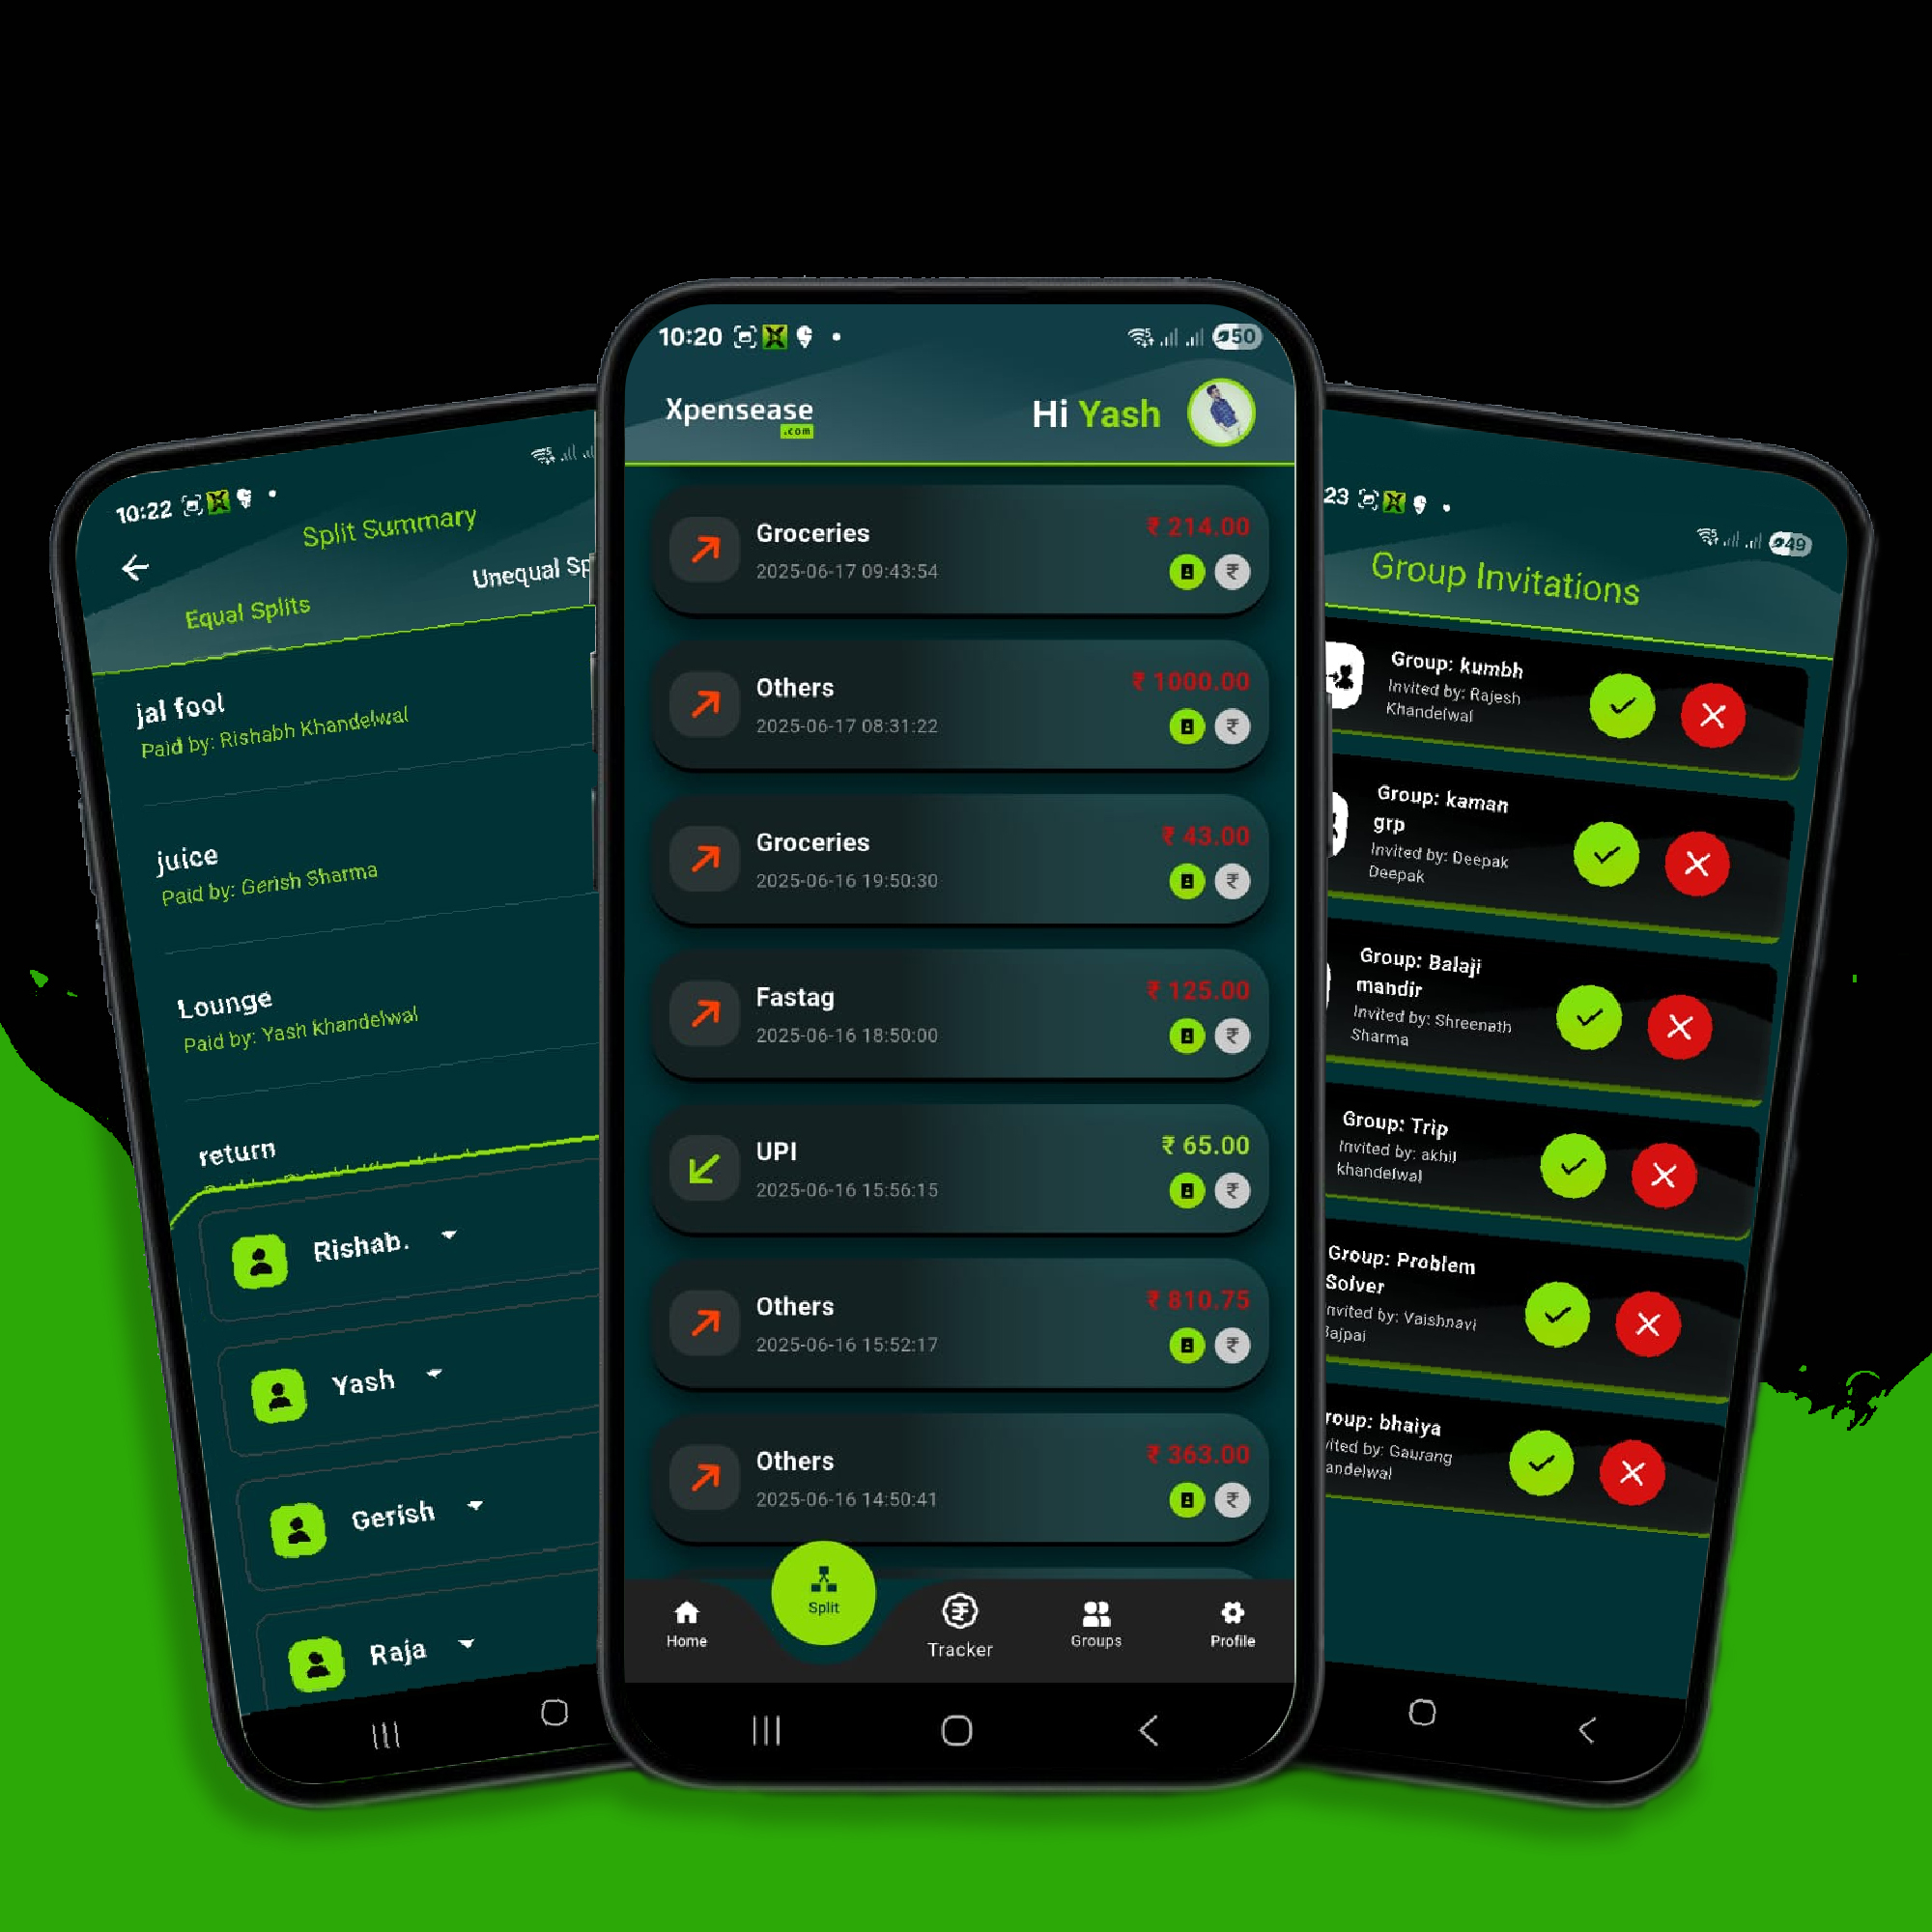 10:22
Split Summary
Equal Splits
Unequal Sp
jal fool
Paid by: Rishabh Khandelwal
juice
Paid by: Gerish Sharma
Lounge
Paid by: Yash Khandelwal
return
Rishab.
Yash
Gerish
Raja
10:20
50
Xpensease
.com
Hi Yash
Groceries
₹ 214.00
2025-06-17 09:43:54
₹
Others
₹ 1000.00
2025-06-17 08:31:22
₹
Groceries
₹ 43.00
2025-06-16 19:50:30
₹
Fastag
₹ 125.00
2025-06-16 18:50:00
₹
UPI
₹ 65.00
2025-06-16 15:56:15
₹
Others
₹ 810.75
2025-06-16 15:52:17
₹
Others
₹ 363.00
2025-06-16 14:50:41
₹
Home
Split
Tracker
Groups
Profile
23
49
Group Invitations
Group: kumbh
Invited by: Rajesh
Khandelwal
Group: kaman
grp
Invited by: Deepak
Deepak
Group: Balaji
mandir
Invited by: Shreenath
Sharma
Group: Trip
Invited by: akhil
khandelwal
Group: Problem
Solver
nvited by: Vaishnavi
Bajpai
roup: bhaiya
vited by: Gaurang
andelwal